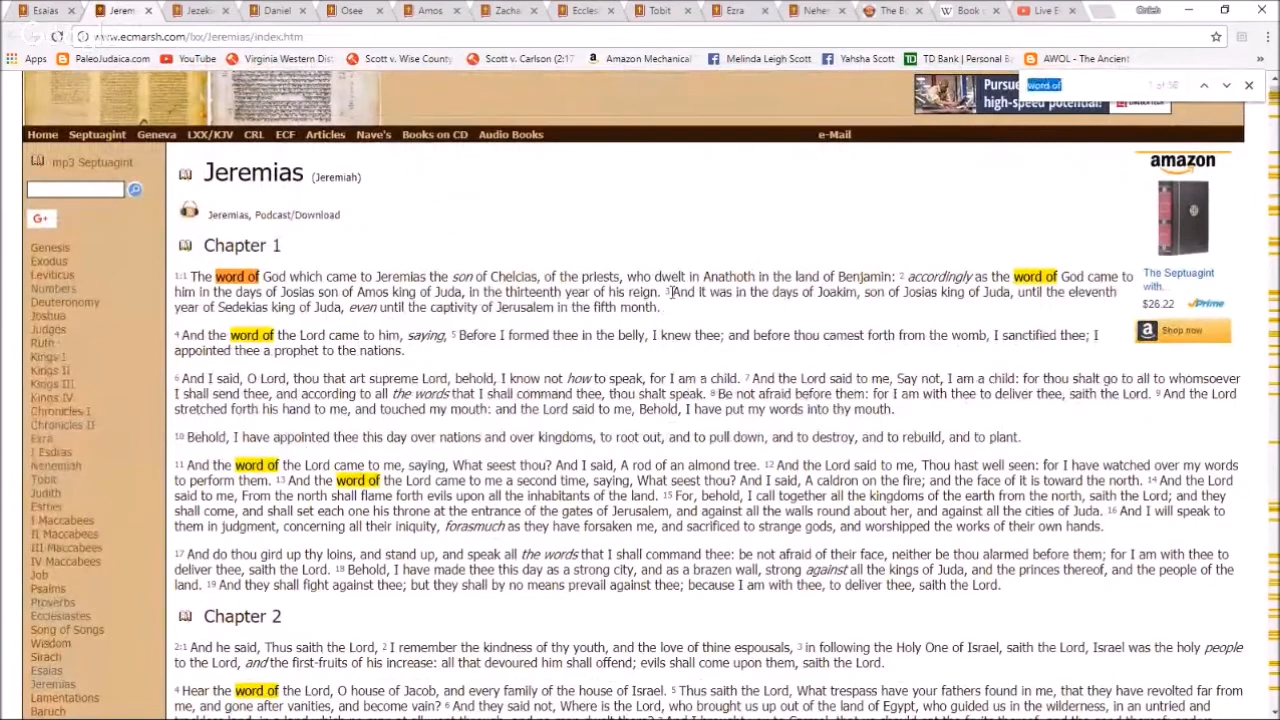 Esaias
Jerem
Jezeki
Daniel
Osee
Amos
Zacha
Eccles
Tobit
Ezra
Neher
The B
Book
Live E
www.ecmarsh.com/lxx/Jeremias/index.htm
Apps PaleoJudaica.com YouTube Virginia Western Dist Scott v. Wise County Scott v. Carlson (2:17 Amazon Mechanical Melinda Leigh Scott Yahsha Scott TD Bank | Personal B AWOL - The Ancient »
word of
Pursue
high-speed potential!
Home Septuagint Geneva LXX/KJV CRL ECF Articles Nave's Books on CD Audio Books e-Mail
mp3 Septuagint
G+
Genesis
Exodus
Leviticus
Numbers
Deuteronomy
Joshua
Judges
Ruth
Kings I
Kings II
Kings III
Kings IV
Chronicles I
Chronicles II
Ezra
I Esdras
Nehemiah
Tobit
Judith
Esther
I Maccabees
II Maccabees
III Maccabees
IV Maccabees
Job
Psalms
Proverbs
Ecclesiastes
Song of Songs
Wisdom
Sirach
Esaias
Jeremias
Lamentations
Baruch
Jeremias (Jeremiah)
Jeremias, Podcast/Download
Chapter 1
1:1 The word of God which came to Jeremias the son of Chelcias, of the priests, who dwelt in Anathoth in the land of Benjamin: 2 accordingly as the word of God came to
him in the days of Josias son of Amos king of Juda, in the thirteenth year of his reign. 3 And it was in the days of Joakim, son of Josias king of Juda, until the eleventh
year of Sedekias king of Juda, even until the captivity of Jerusalem in the fifth month.
4 And the word of the Lord came to him, saying, 5 Before I formed thee in the belly, I knew thee; and before thou camest forth from the womb, I sanctified thee; I
appointed thee a prophet to the nations.
6 And I said, O Lord, thou that art supreme Lord, behold, I know not how to speak, for I am a child. 7 And the Lord said to me, Say not, I am a child: for thou shalt go to all to whomsoever
I shall send thee, and according to all the words that I shall command thee, thou shalt speak. 8 Be not afraid before them: for I am with thee to deliver thee, saith the Lord. 9 And the Lord
stretched forth his hand to me, and touched my mouth: and the Lord said to me, Behold, I have put my words into thy mouth.
10 Behold, I have appointed thee this day over nations and over kingdoms, to root out, and to pull down, and to destroy, and to rebuild, and to plant.
11 And the word of the Lord came to me, saying, What seest thou? And I said, A rod of an almond tree. 12 And the Lord said to me, Thou hast well seen: for I have watched over my words
to perform them. 13 And the word of the Lord came to me a second time, saying, What seest thou? And I said, A caldron on the fire; and the face of it is toward the north. 14 And the Lord
said to me, From the north shall flame forth evils upon all the inhabitants of the land. 15 For, behold, I call together all the kingdoms of the earth from the north, saith the Lord; and they
shall come, and shall set each one his throne at the entrance of the gates of Jerusalem, and against all the walls round about her, and against all the cities of Juda. 16 And I will speak to
them in judgment, concerning all their iniquity, forasmuch as they have forsaken me, and sacrificed to strange gods, and worshipped the works of their own hands.
17 And do thou gird up thy loins, and stand up, and speak all the words that I shall command thee: be not afraid of their face, neither be thou alarmed before them; for I am with thee to
deliver thee, saith the Lord. 18 Behold, I have made thee this day as a strong city, and as a brazen wall, strong against all the kings of Juda, and the princes thereof, and the people of the
land. 19 And they shall fight against thee; but they shall by no means prevail against thee; because I am with thee, to deliver thee, saith the Lord.
Chapter 2
2:1 And he said, Thus saith the Lord, 2 I remember the kindness of thy youth, and the love of thine espousals, 3 in following the Holy One of Israel, saith the Lord, Israel was the holy people
to the Lord, and the first-fruits of his increase: all that devoured him shall offend; evils shall come upon them, saith the Lord.
4 Hear the word of the Lord, O house of Jacob, and every family of the house of Israel. 5 Thus saith the Lord, What trespass have your fathers found in me, that they have revolted far from
me, and gone after vanities, and become vain? 6 And they said not, Where is the Lord, who brought us up out of the land of Egypt, who guided us in the wilderness, in an untried and
amazon
The Septuagint
with.
$26.22 Prime
Shop now